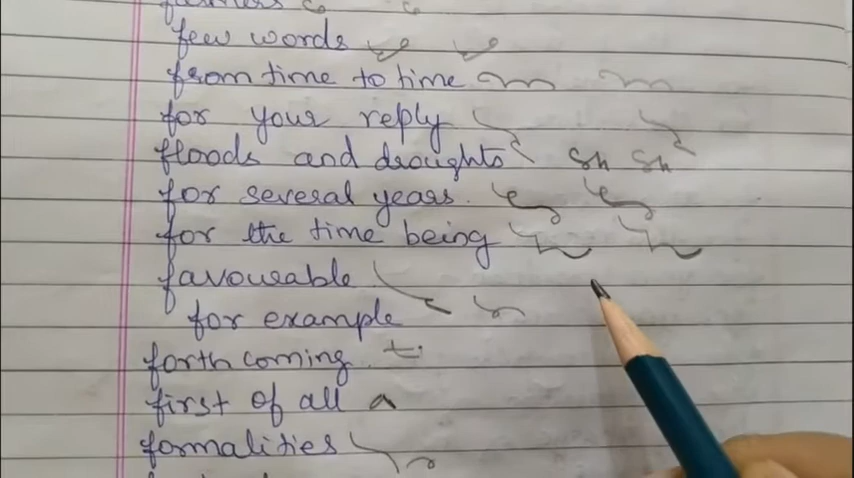 farmers
few words
from time to time
for your reply
floods and droughts
for several years.
for the time being
favourable
for example
forthcoming
first of all
formalities